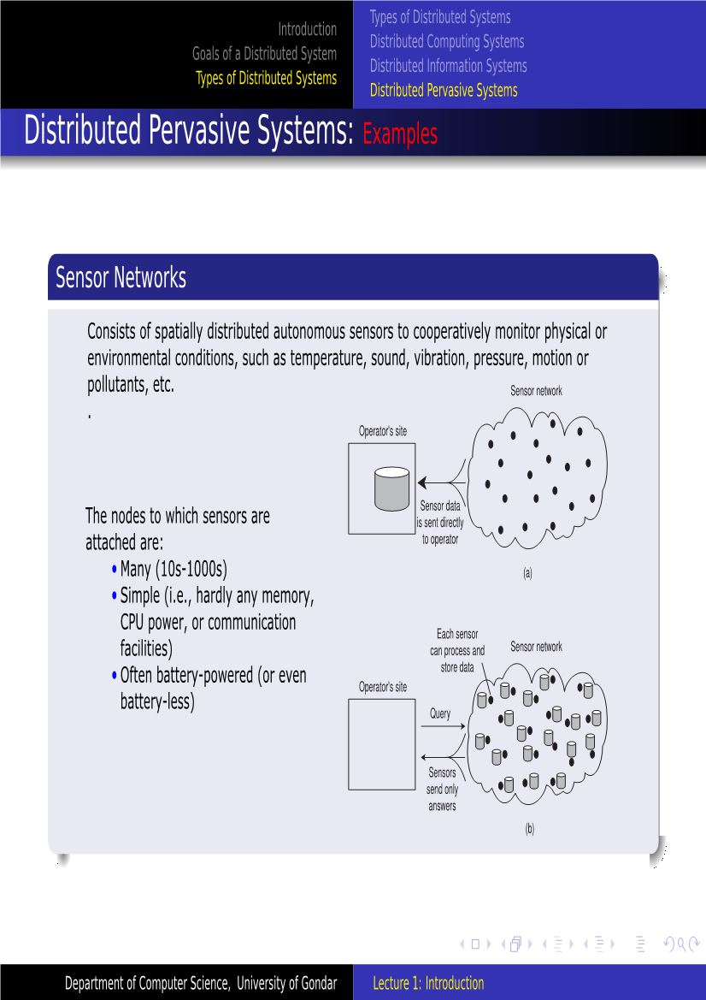 Introduction
Goals of a Distributed System
Types of Distributed Systems
Types of Distributed Systems
Distributed Computing Systems
Distributed Information Systems
Distributed Pervasive Systems
Distributed Pervasive Systems: Examples
Sensor Networks
Consists of spatially distributed autonomous sensors to cooperatively monitor physical or
environmental conditions, such as temperature, sound, vibration, pressure, motion or
pollutants, etc.
.
The nodes to which sensors are
attached are:
• Many (10s-1000s)
• Simple (i.e., hardly any memory,
CPU power, or communication
facilities)
• Often battery-powered (or even
battery-less)
Sensor network
Operator's site
Sensor data
is sent directly
to operator
(a)
Each sensor
can process and
store data
Sensor network
Operator's site
Query
Sensors
send only
answers
(b)
Department of Computer Science, University of Gondar
Lecture 1: Introduction